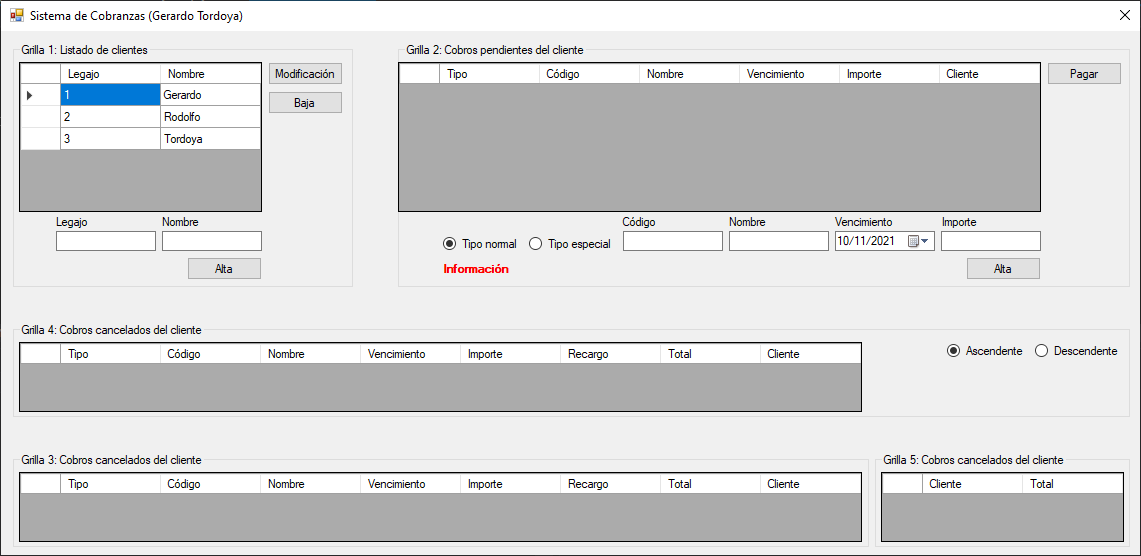 Sistema de Cobranzas (Gerardo Tordoya)
Grilla 1: Listado de clientes
Legajo Nombre
1 Gerardo
2 Rodolfo
3 Tordoya
Modificación
Baja
Legajo Nombre
Alta
Grilla 2: Cobros pendientes del cliente
Tipo Código Nombre Vencimiento Importe Cliente
Pagar
Código Nombre Vencimiento Importe
Tipo normal Tipo especial 10/11/2021
Información
Alta
Grilla 4: Cobros cancelados del cliente
Tipo Código Nombre Vencimiento Importe Recargo Total Cliente
Ascendente Descendente
Grilla 3: Cobros cancelados del cliente
Tipo Código Nombre Vencimiento Importe Recargo Total Cliente
Grilla 5: Cobros cancelados del cliente
Cliente Total